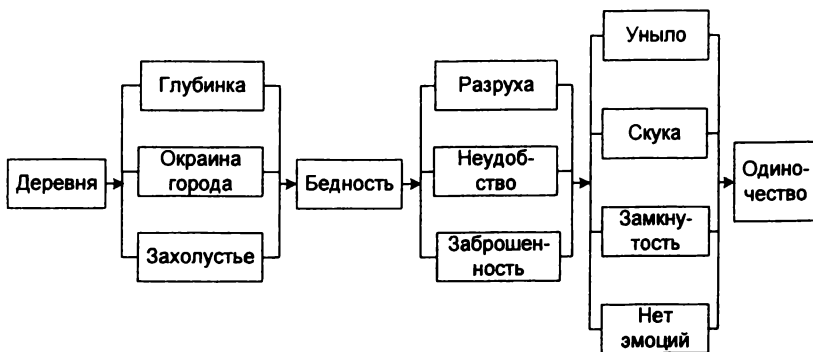 Деревня
Глубинка
Окраина
города
Захолустье
Бедность
Разруха
Неудоб-
ство
Заброшен-
ность
Уныло
Скука
Замкну-
тость
Нет
эмоций
Одино-
чество